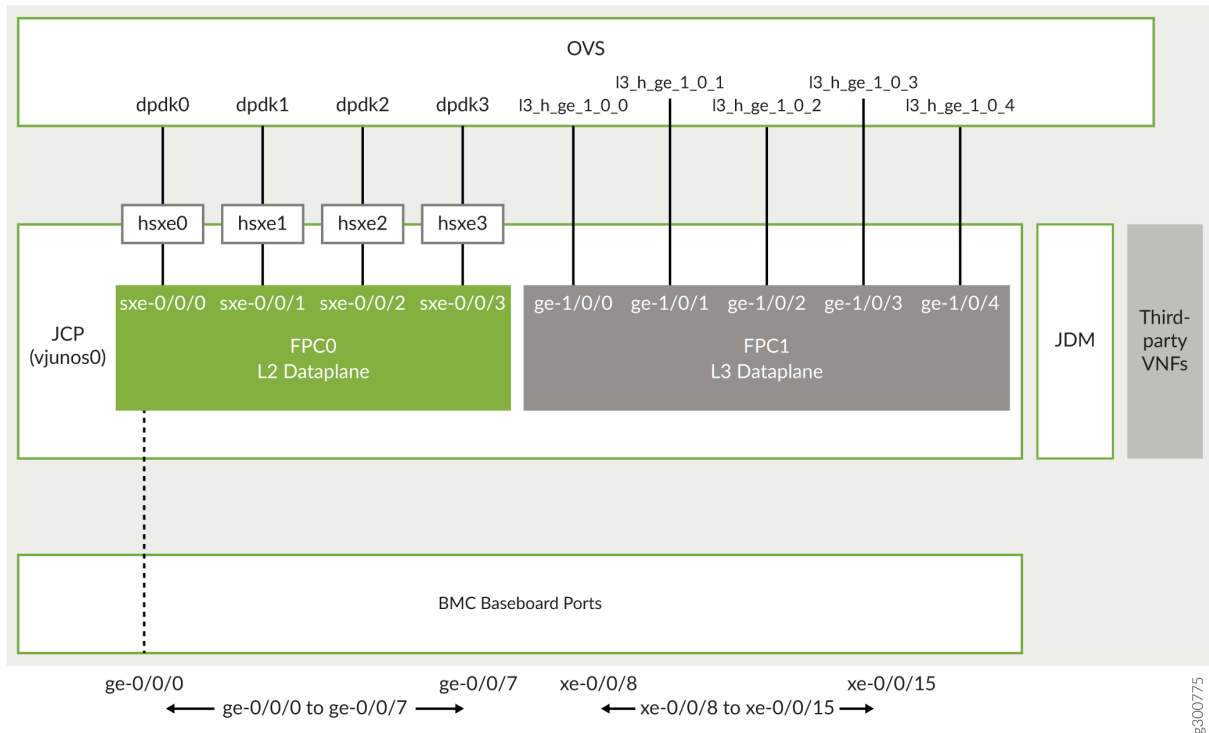 OVS
dpdk0 dpdk1 dpdk2 dpdk3 l3_h_ge_1_0_0 l3_h_ge_1_0_1 l3_h_ge_1_0_2 l3_h_ge_1_0_3 l3_h_ge_1_0_4
hsxe0 hsxe1 hsxe2 hsxe3
sxe-0/0/0 sxe-0/0/1 sxe-0/0/2 sxe-0/0/3 ge-1/0/0 ge-1/0/1 ge-1/0/2 ge-1/0/3 ge-1/0/4
JCP
(vjunos0)
FPC0
L2 Dataplane
FPC1
L3 Dataplane
JDM
Third-
party
VNFs
BMC Baseboard Ports
ge-0/0/0 ge-0/0/7 xe-0/0/8 xe-0/0/15
ge-0/0/0 to ge-0/0/7 xe-0/0/8 to xe-0/0/15
g300775